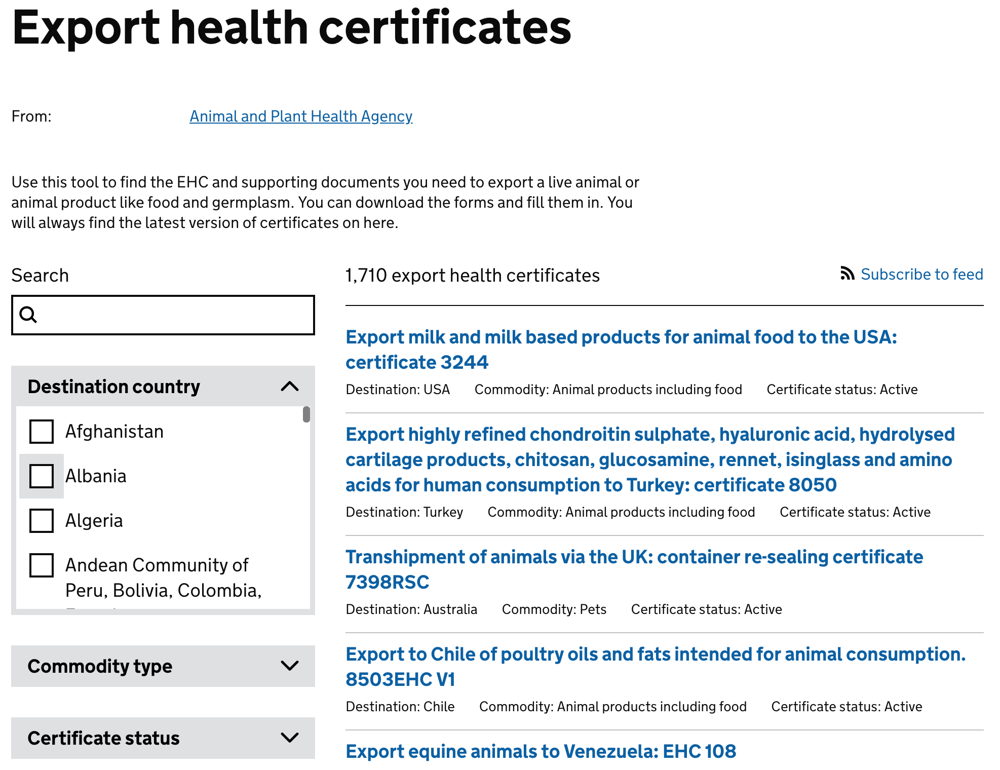 Export health certificates
From:
Animal and Plant Health Agency
Use this tool to find the EHC and supporting documents you need to export a live animal or
animal product like food and germplasm. You can download the forms and fill them in. You
will always find the latest version of certificates on here.
Search
Destination country
Afghanistan
Albania
Algeria
Andean Community of
Peru, Bolivia, Colombia,
Commodity type
Certificate status
1,710 export health certificates
Subscribe to feed
Export milk and milk based products for animal food to the USA:
certificate 3244
Destination: USA Commodity: Animal products including food Certificate status: Active
Export highly refined chondroitin sulphate, hyaluronic acid, hydrolysed
cartilage products, chitosan, glucosamine, rennet, isinglass and amino
acids for human consumption to Turkey: certificate 8050
Destination: Turkey Commodity: Animal products including food Certificate status: Active
Transhipment of animals via the UK: container re-sealing certificate
7398RSC
Destination: Australia Commodity: Pets Certificate status: Active
Export to Chile of poultry oils and fats intended for animal consumption.
8503EHC V1
Destination: Chile Commodity: Animal products including food Certificate status: Active
Export equine animals to Venezuela: EHC 108